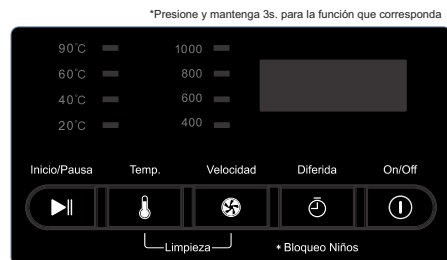 *Presione y mantenga 3s. para la función que corresponda
90°C 1000
60°C 800
40°C 600
20°C 400
Inicio/Pausa Temp. Velocidad Diferida On/Off
Limpieza * Bloqueo Niños